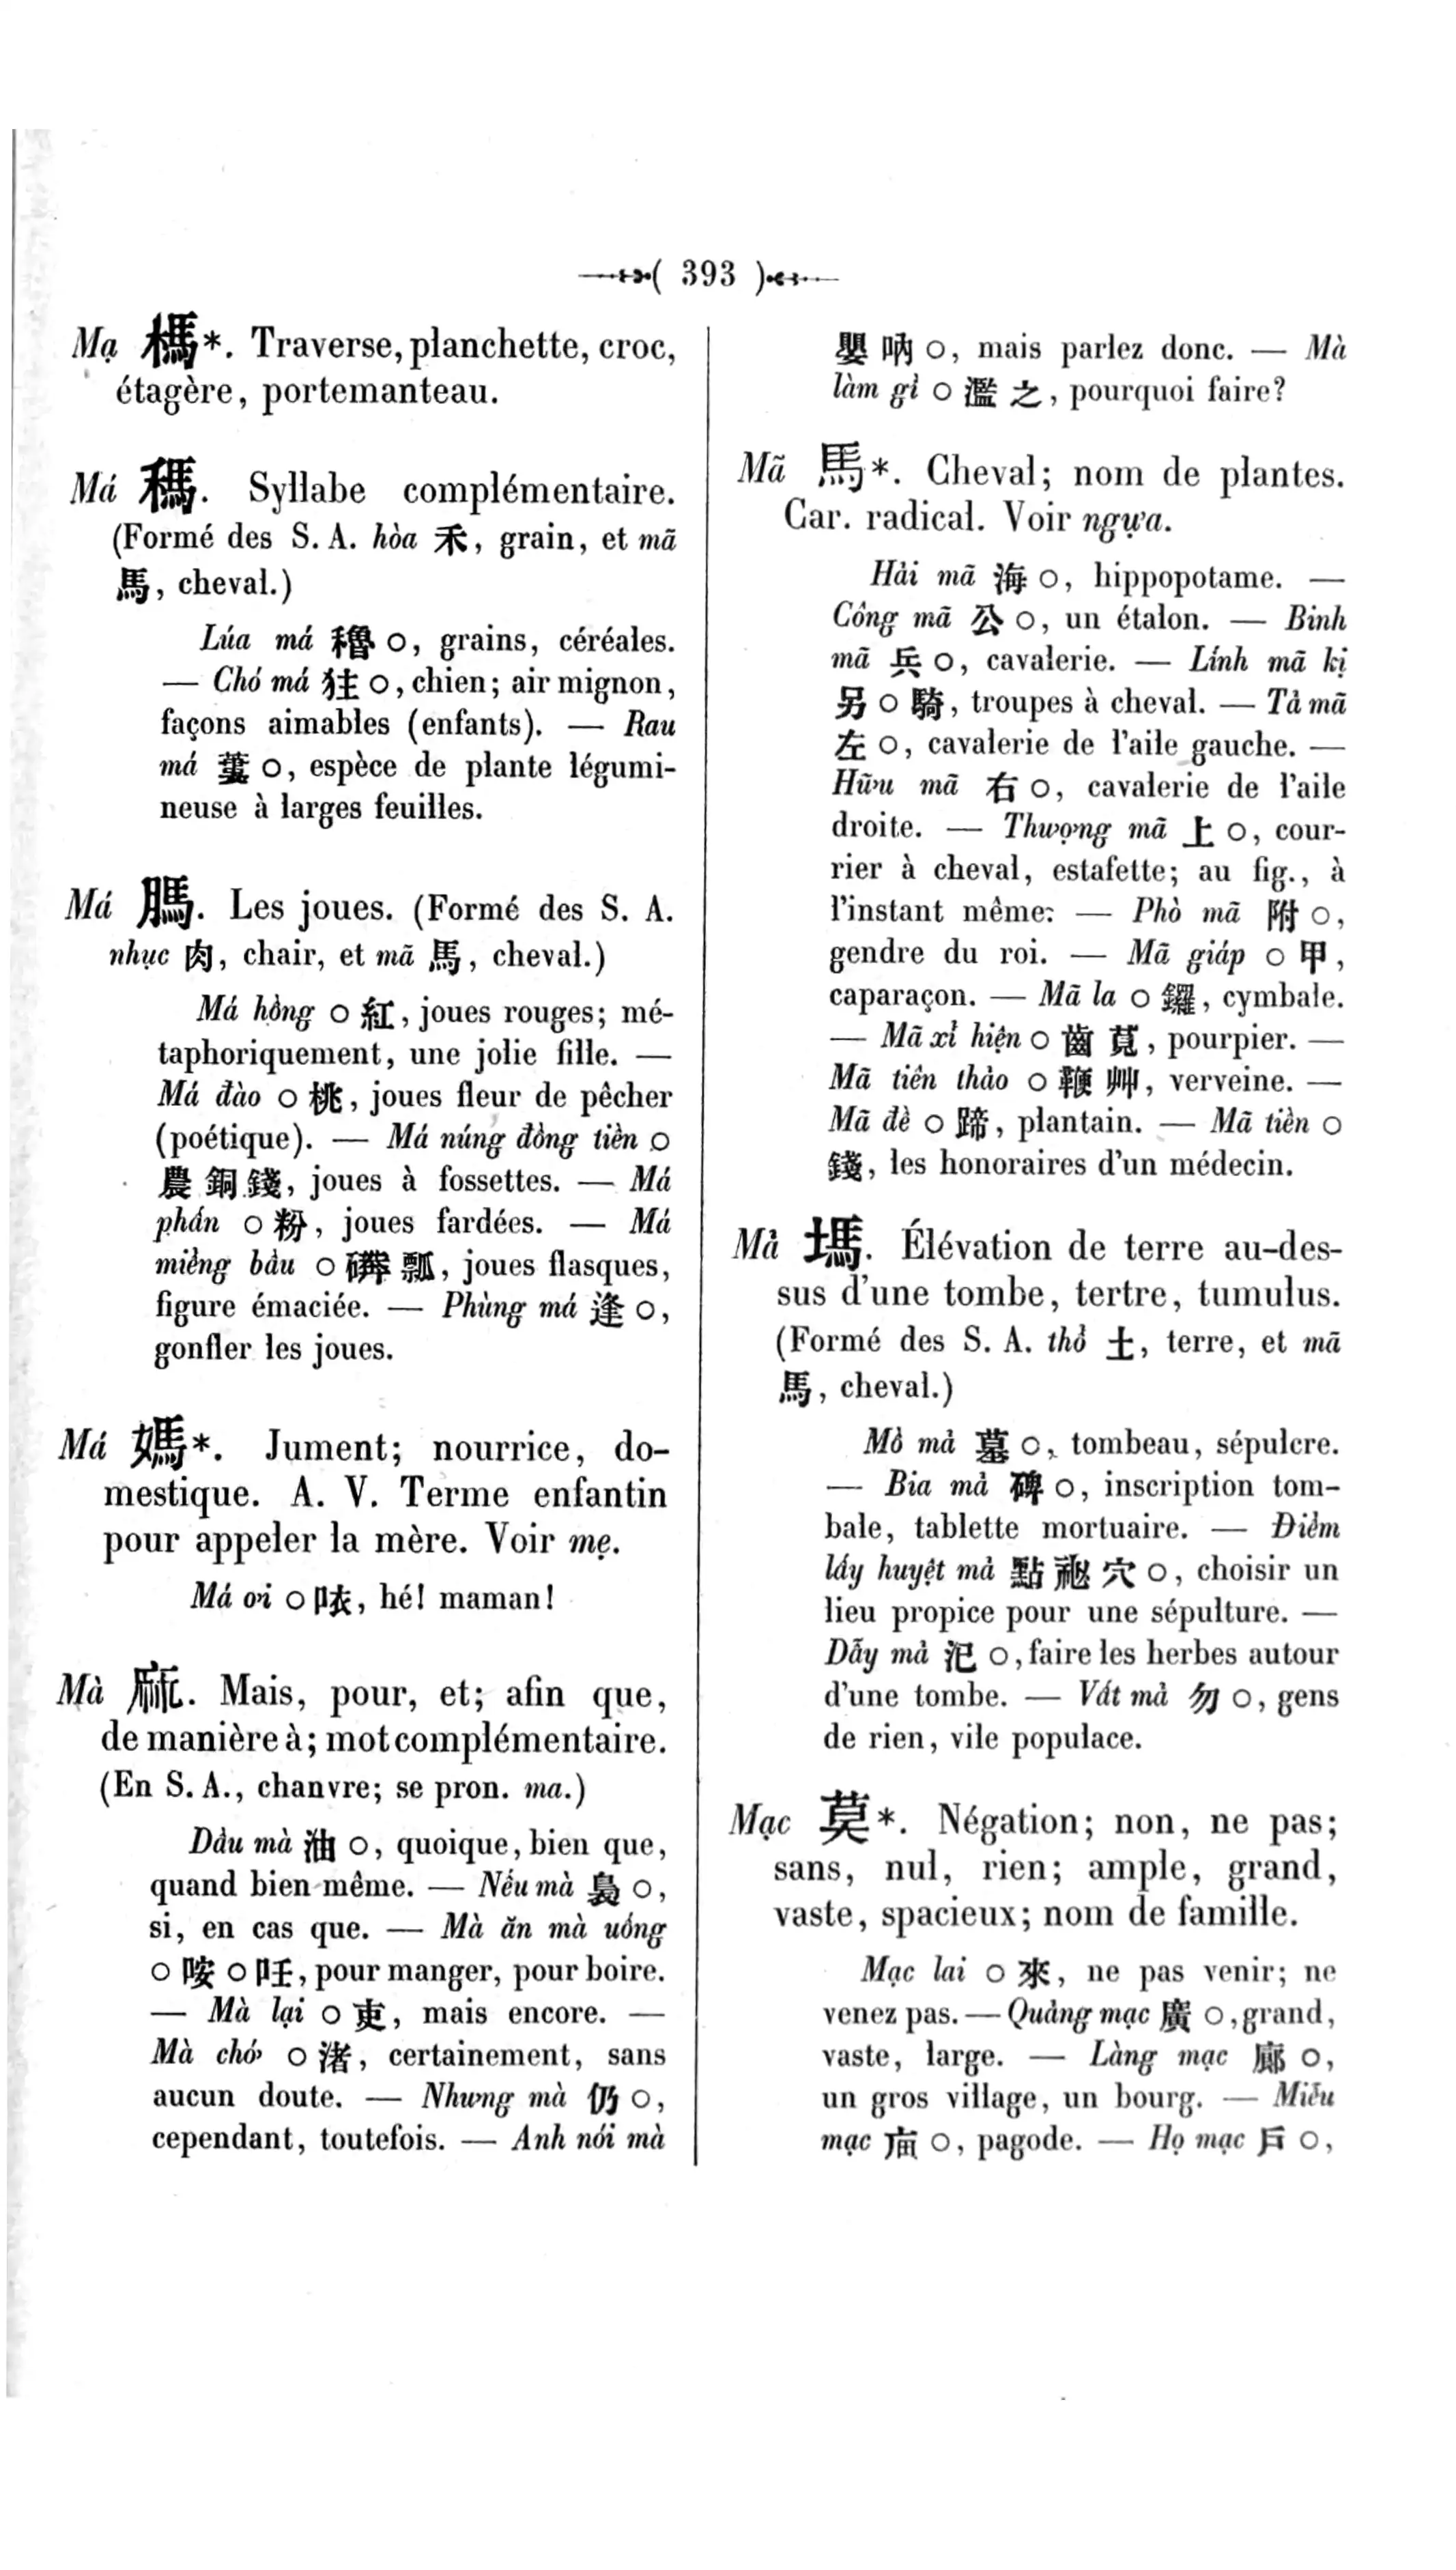 ( 393 )
Mạ 榪*. Traverse, planchette, croc,
étagère, portemanteau.
Má 𥡗. Syllabe complémentaire.
(Formé des S. A. hòa 禾, grain, et mã
馬, cheval.)
Lúa má 穭 ○, grains, céréales.
— Chó má ○, chien; air mignon,
façons aimables (enfants). — Rau
má ○, espèce de plante légumi-
neuse à larges feuilles.
Má 䐁. Les joues. (Formé des S. A.
nhục 肉, chair, et mã 馬, cheval.)
Má hồng ○ 紅, joues rouges; mé-
taphoriquement, une jolie fille. —
Má đào ○ 桃, joues fleur de pêcher
(poétique). — Má núng đồng tiền ○
農 銅 錢, joues à fossettes. — Má
phấn ○ 粉, joues fardées. — Má
miểng bầu ○ 瓢, joues flasques,
figure émaciée. — Phùng má 逢 ○,
gonfler les joues.
Má 媽*. Jument; nourrice, do-
mestique. A. V. Terme enfantin
pour appeler la mère. Voir mẹ.
Má ơi ○ 㕵, hé! maman!
Mà 麻. Mais, pour, et; afin que,
de manière à; mot complémentaire.
(En S. A., chanvre; se pron. ma.)
Dầu mà 油 ○, quoique, bien que,
quand bien même. — Nếu mà 裊 ○,
si, en cas que. — Mà ăn mà uống
○ 咹 ○ 旺, pour manger, pour boire.
— Mà lại ○ 吏, mais encore. —
Mà chớ ○ 渚, certainement, sans
aucun doute. — Nhưng mà 仍 ○,
cependant, toutefois. — Anh nói mà
嬰 吶 ○, mais parlez donc. — Mà
làm gì ○ 濫 之, pourquoi faire?
Mã 馬*. Cheval; nom de plantes.
Car. radical. Voir ngựa.
Hải mã 海 ○, hippopotame. —
Công mã 公 ○, un étalon. — Binh
mã 兵 ○, cavalerie. — Lính mã kị
另 ○ 騎, troupes à cheval. — Tả mã
左 ○, cavalerie de l'aile gauche. —
Hữu mã 右 ○, cavalerie de l'aile
droite. — Thượng mã 上 ○, cour-
rier à cheval, estafette; au fig., à
l'instant même. — Phò mã 附 ○,
gendre du roi. — Mã giáp ○ 甲,
caparaçon. — Mã la ○ 鑼, cymbale.
— Mã xỉ hiện ○ 齒 莧, pourpier. —
Mã tiên thảo ○ 鞭 艸, verveine. —
Mã đề ○ 蹄, plantain. — Mã tiền ○
錢, les honoraires d'un médecin.
Mả 塢. Élévation de terre au-des-
sus d'une tombe, tertre, tumulus.
(Formé des S. A. thổ 土, terre, et mã
馬, cheval.)
Mồ mả 墓 ○, tombeau, sépulcre.
— Bia mả 碑 ○, inscription tom-
bale, tablette mortuaire. — Điểm
lấy huyệt mả 點 穴 ○, choisir un
lieu propice pour une sépulture. —
Dẫy mả 汜 ○, faire les herbes autour
d'une tombe. — Vất mả 勿 ○, gens
de rien, vile populace.
Mạc 莫*. Négation; non, ne pas;
sans, nul, rien; ample, grand,
vaste, spacieux; nom de famille.
Mạc lai ○ 來, ne pas venir; ne
venez pas. — Quảng mạc 廣 ○, grand,
vaste, large. — Làng mạc 廊 ○,
un gros village, un bourg. — Miếu
mạc 庙 ○, pagode. — Họ mạc 戶 ○,